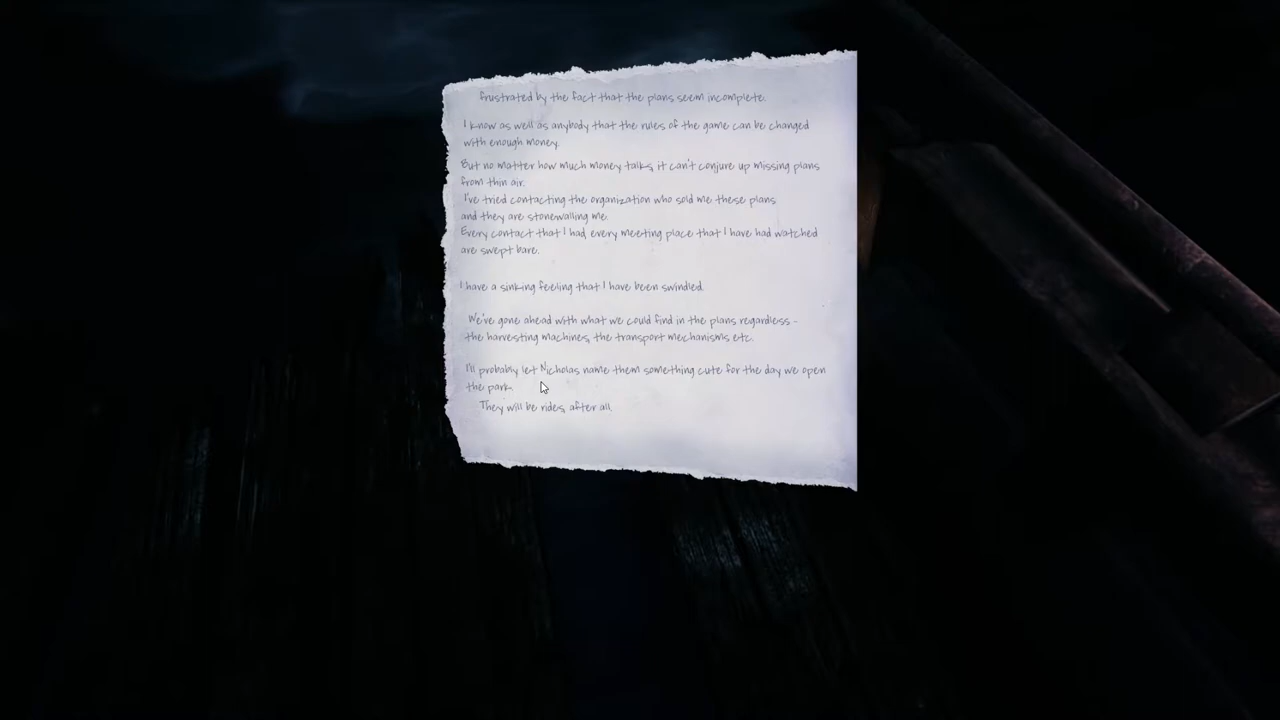 frustrated by the fact that the plans seem incomplete.
I know as well as anybody that the rules of the game can be changed
with enough money.
But no matter how much money talks, it can't conjure up missing plans
from thin air.
I've tried contacting the organization who sold me these plans
and they are stonewalling me.
Every contact that I had, every meeting place that I have had watched
are swept bare.
I have a sinking feeling that I have been swindled.
We've gone ahead with what we could find in the plans regardless -
the harvesting machines, the transport mechanisms etc.
I'll probably let Nicholas name them something cute for the day we open
the park.
They will be rides, after all.